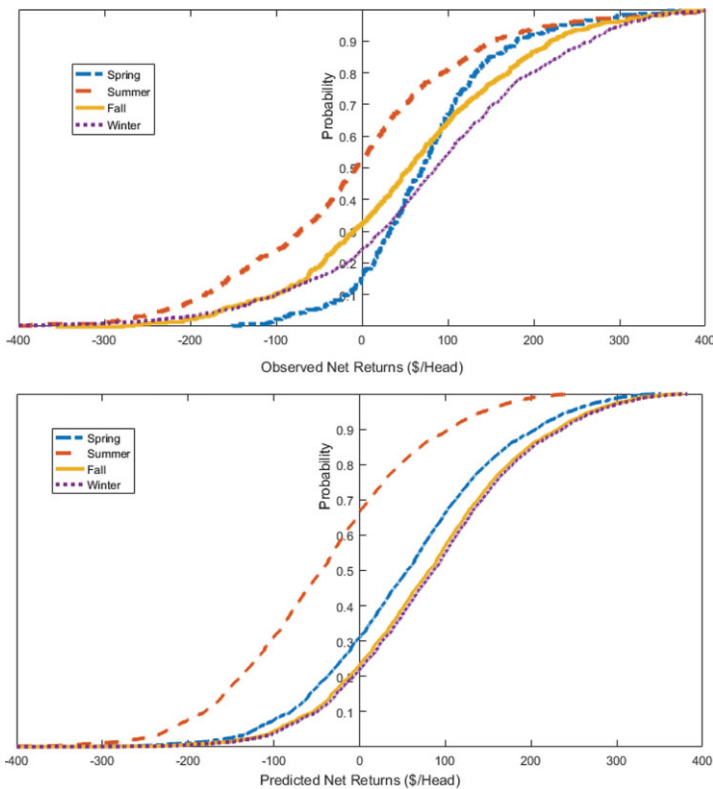 0.9
0.8
0.7
0.6
0.5
0.4
0.3
0.2
0.1
Probability
Spring
Summer
Fall
Winter
-400 -300 -200 -100 0 100 200 300 400
Observed Net Returns ($/Head)
0.9
0.8
0.7
0.6
0.5
0.4
0.3
0.2
0.1
Probability
Spring
Summer
Fall
Winter
-400 -300 -200 -100 0 100 200 300 400
Predicted Net Returns ($/Head)